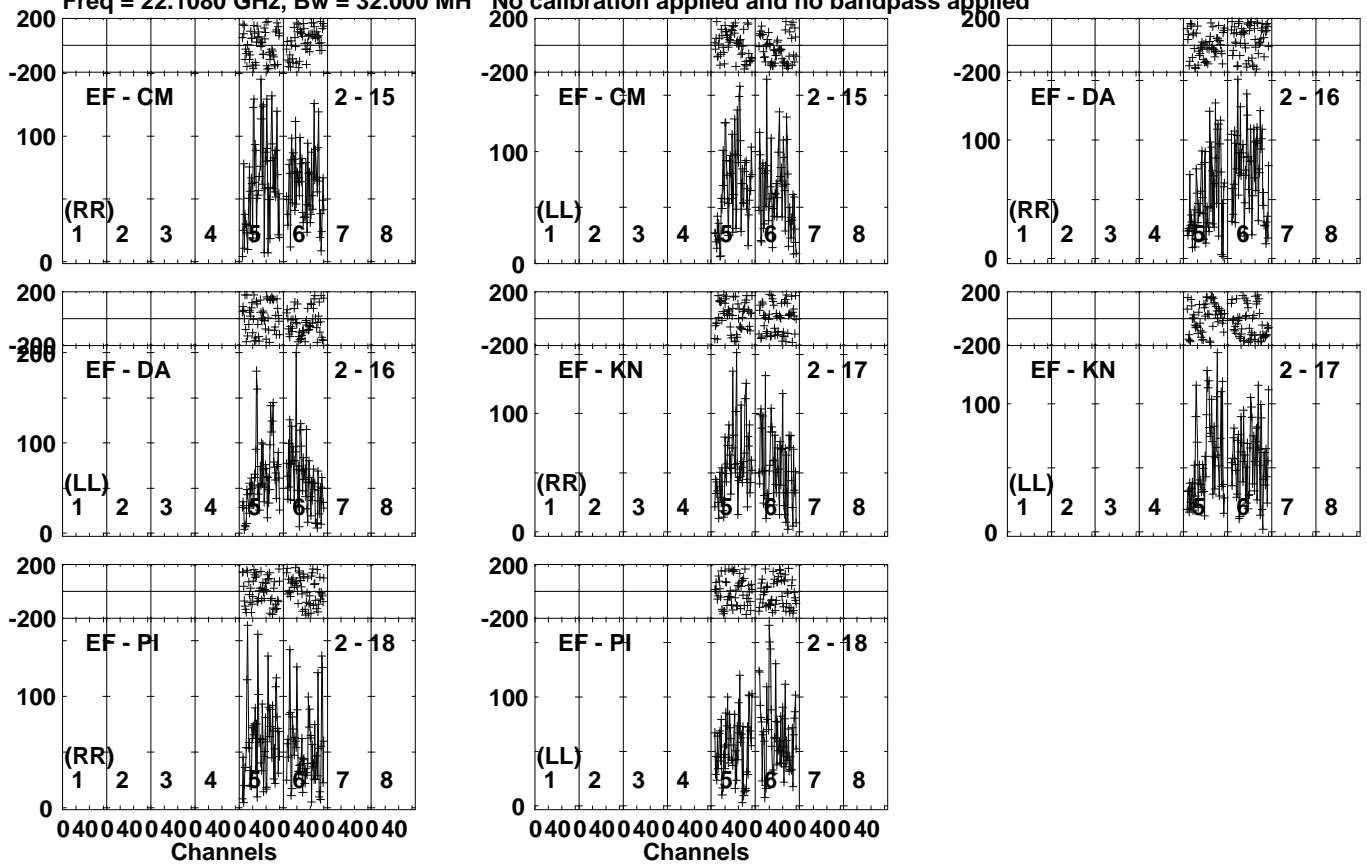 Freq = 22.1080 GHz, Bw = 32.000 MH No calibration applied and no bandpass applied
200
-200
EF - CM 2 - 15
100
(RR)
1 2 3 4 5 6 7 8
0
EF - CM 2 - 15
100
(LL)
1 2 3 4 5 6 7 8
0
200
-200
EF - DA 2 - 16
100
(RR)
1 2 3 4 5 6 7 8
0
200
-200
200
EF - DA 2 - 16
100
(LL)
1 2 3 4 5 6 7 8
0
200
-200
EF - KN 2 - 17
100
(RR)
1 2 3 4 5 6 7 8
0
200
-200
EF - KN 2 - 17
100
(LL)
1 2 3 4 5 6 7 8
0
200
-200
EF - PI 2 - 18
100
(RR)
1 2 3 4 5 6 7 8
0
0 40 0 40 0 40 0 40 0 40 0 40 0 40 0 40
Channels
200
-200
EF - PI 2 - 18
100
(LL)
1 2 3 4 5 6 7 8
0
0 40 0 40 0 40 0 40 0 40 0 40 0 40 0 40
Channels